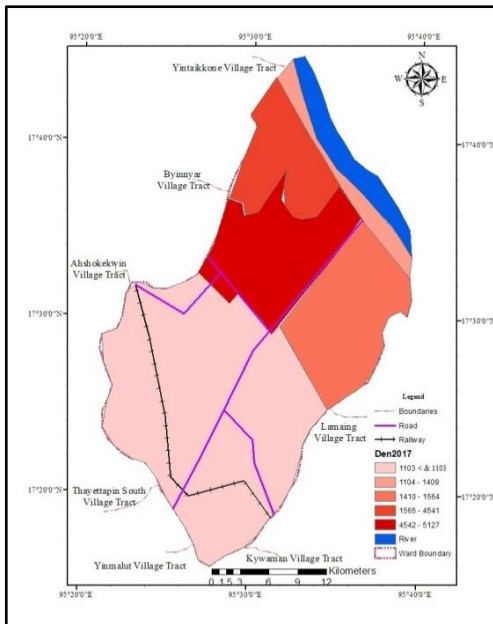 95°20'0"E
95°30'0"E
95°40'0"E
Yintaikkone Village Tract
N
W E
S
17°40'0"N
17°40'0"N
Byinnyar
Village Tract
Ahshokekwin
Village Tract
17°30'0"N
17°30'0"N
Legend
Boundaries
Road
Railway
Den2017
1103 < & 1103
1104 - 1409
1410 - 1564
1565 - 4541
4542 - 5127
River
Ward Boundary
Lamaing
Village Tract
17°20'0"N
17°20'0"N
Thayettapin South
Village Tract
Yinmalut Village Tract
Kywaman Village Tract
Kilometers
0 1.5 3 6 9 12
95°20'0"E
95°30'0"E
95°40'0"E